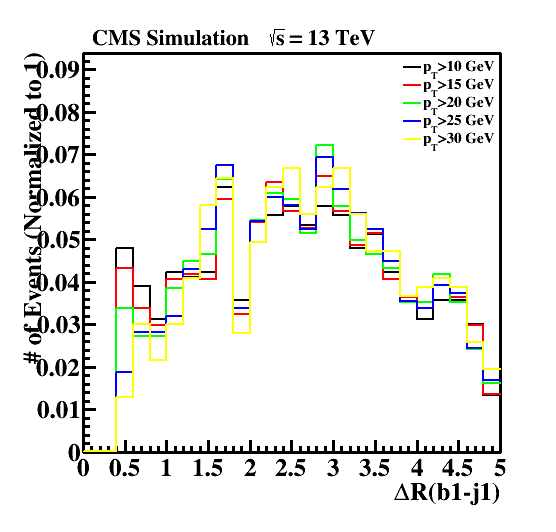 CMS Simulation √s = 13 TeV
# of Events (Normalized to 1)
0.09
0.08
0.07
0.06
0.05
0.04
0.03
0.02
0.01
0
p_T>10 GeV
p_T>15 GeV
p_T>20 GeV
p_T>25 GeV
p_T>30 GeV
0 0.5 1 1.5 2 2.5 3 3.5 4 4.5 5
ΔR(b1-j1)